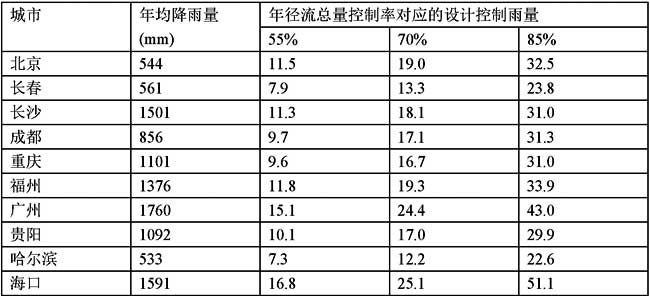 城市 年均降雨量 年径流总量控制率对应的设计控制雨量
(mm) 55% 70% 85%
北京 544 11.5 19.0 32.5
长春 561 7.9 13.3 23.8
长沙 1501 11.3 18.1 31.0
成都 856 9.7 17.1 31.3
重庆 1101 9.6 16.7 31.0
福州 1376 11.8 19.3 33.9
广州 1760 15.1 24.4 43.0
贵阳 1092 10.1 17.0 29.9
哈尔滨 533 7.3 12.2 22.6
海口 1591 16.8 25.1 51.1